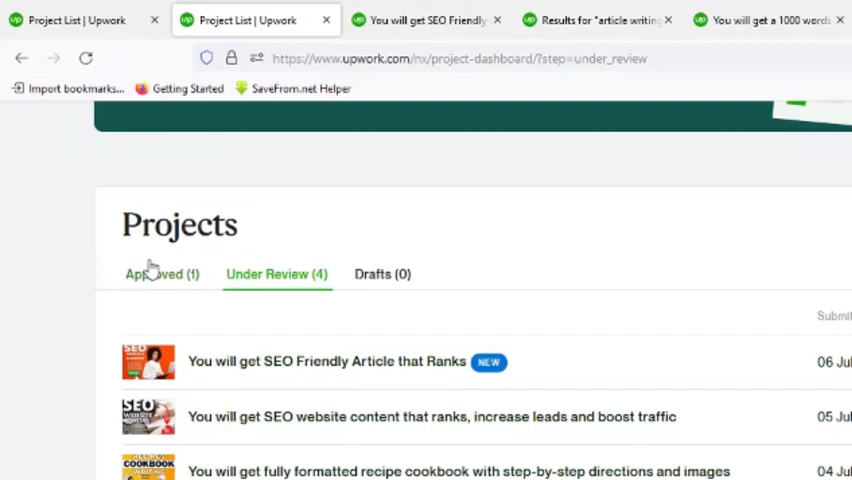 Project List | Upwork
Project List | Upwork
You will get SEO Friendly
Results for "article writing
You will get a 1000 words
https://www.upwork.com/nx/project-dashboard/?step=under_review
Import bookmarks...
Getting Started
SaveFrom.net Helper
Projects
Approved (1)
Under Review (4)
Drafts (0)
Submit
You will get SEO Friendly Article that Ranks NEW
06 Jul
SEO
You will get SEO website content that ranks, increase leads and boost traffic
05 Jul
COOKBOOK
You will get fully formatted recipe cookbook with step-by-step directions and images
04 Jul